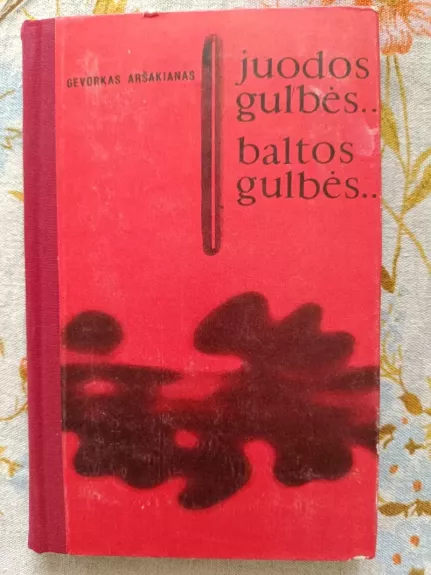 GEVORKAS ARŠAKIANAS
juodos
gulbės..
baltos
gulbės..